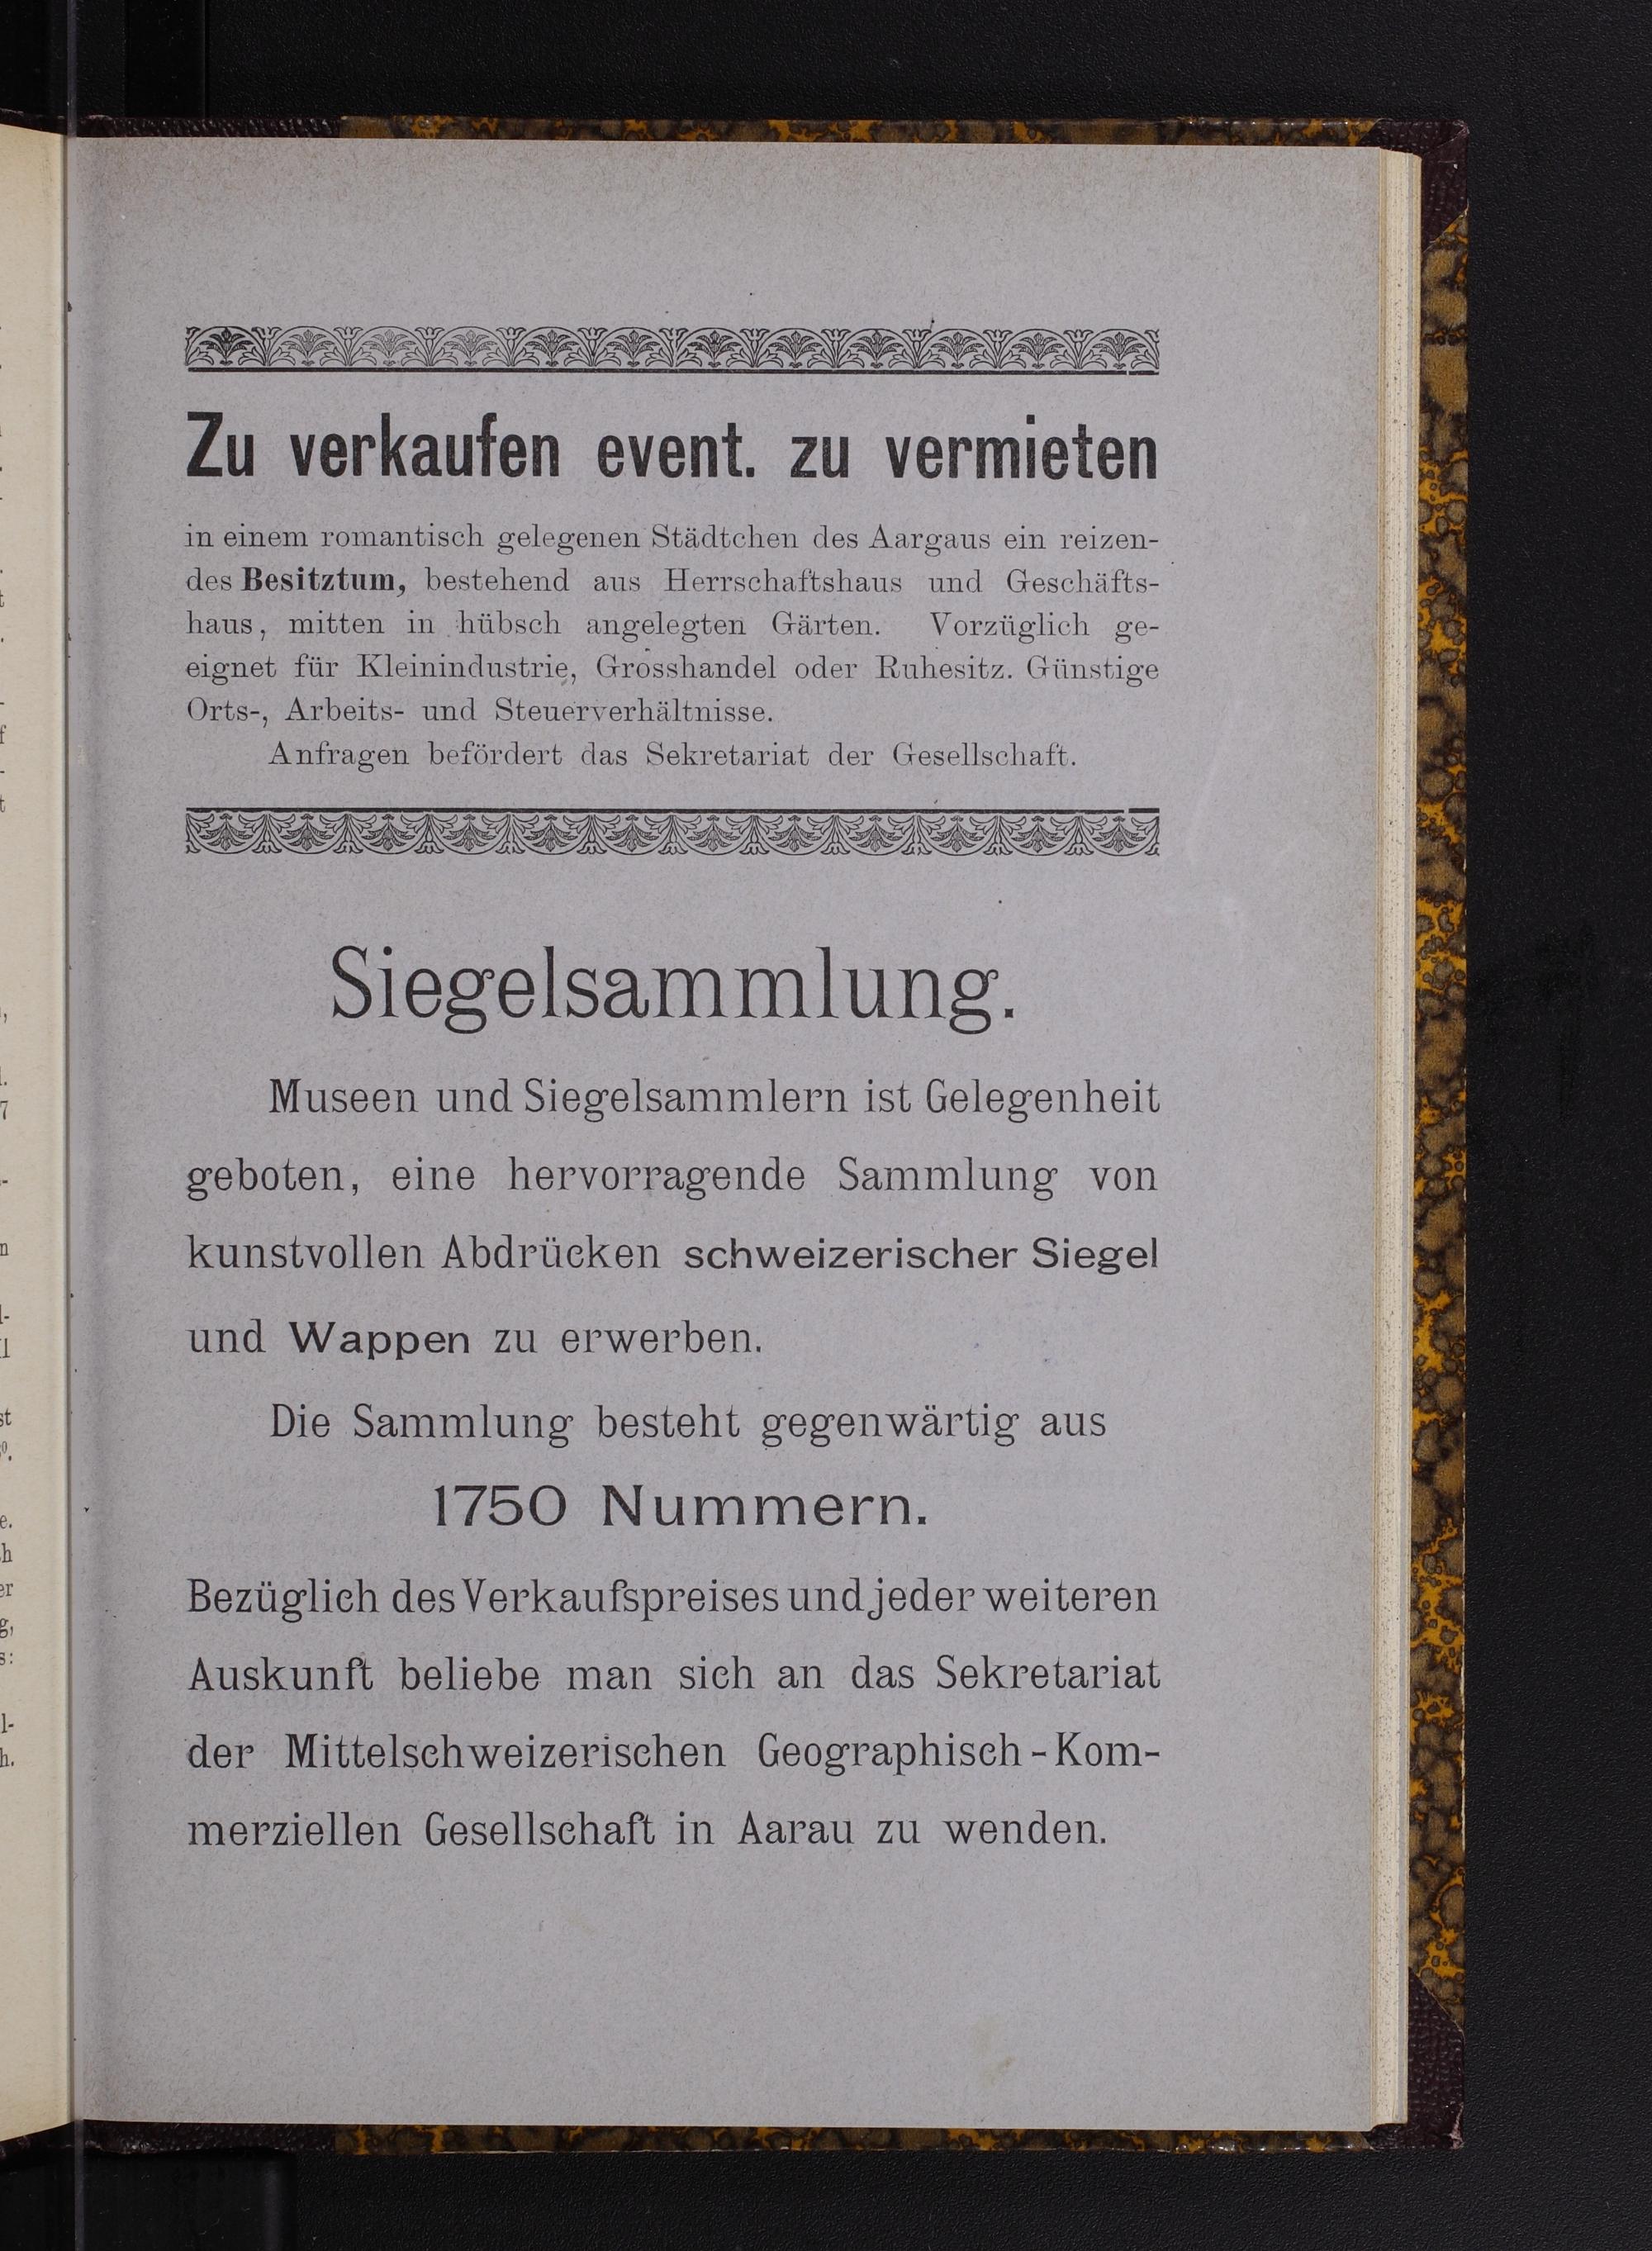 Zu verkaufen event. zu vermieten
in einem romantisch gelegenen Städtchen des Aargaus ein reizen-
des Besitztum, bestehend aus Herrschaftshaus und Geschäfts-
haus, mitten in hübsch angelegten Gärten. Vorzüglich ge-
eignet für Kleinindustrie, Grosshandel oder Ruhesitz. Günstige
Orts-, Arbeits- und Steuerverhältnisse.
Anfragen befördert das Sekretariat der Gesellschaft.
Siegelsammlung.
Museen und Siegelsammlern ist Gelegenheit
geboten, eine hervorragende Sammlung von
kunstvollen Abdrücken schweizerischer Siegel
und Wappen zu erwerben.
Die Sammlung besteht gegenwärtig aus
1750 Nummern.
Bezüglich des Verkaufspreises und jeder weiteren
Auskunft beliebe man sich an das Sekretariat
der Mittelschweizerischen Geographisch-Kom-
merziellen Gesellschaft in Aarau zu wenden.